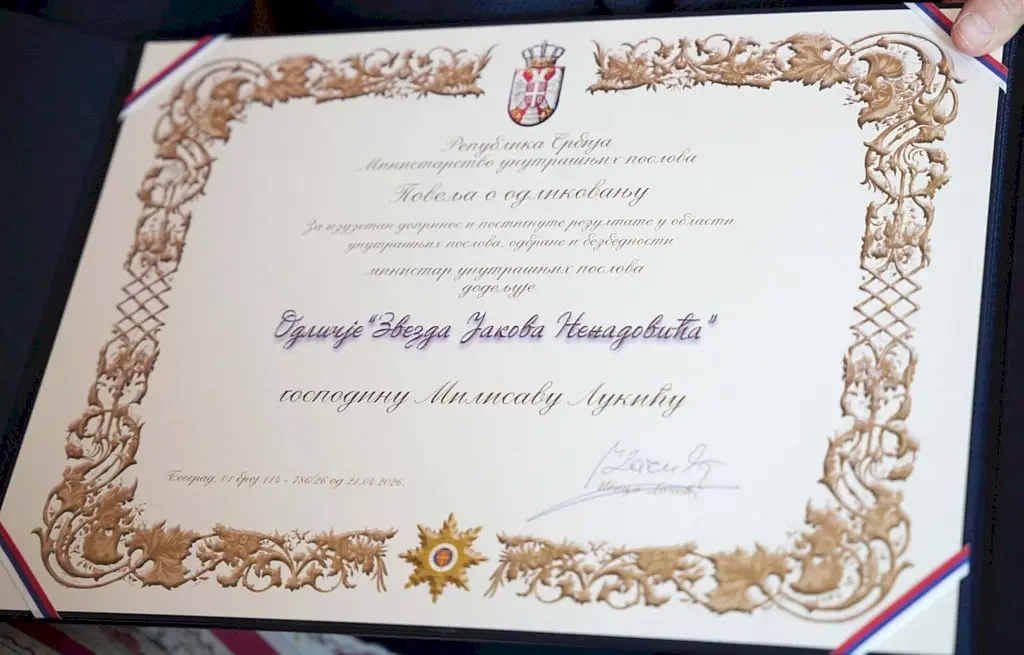 Република Србија
Министарство унутрашњих послова
Повеља о одликовању
За изузетан допринос и постигнуте резултате у области
унутрашњих послова, одбране и безбедности
министар унутрашњих послова
додељује
Одличје "Звезда Јакова Ненадовића"
господину Милисаву Лукићу
Београд, 01 број 114 - 786/26 од 21.04.2026.